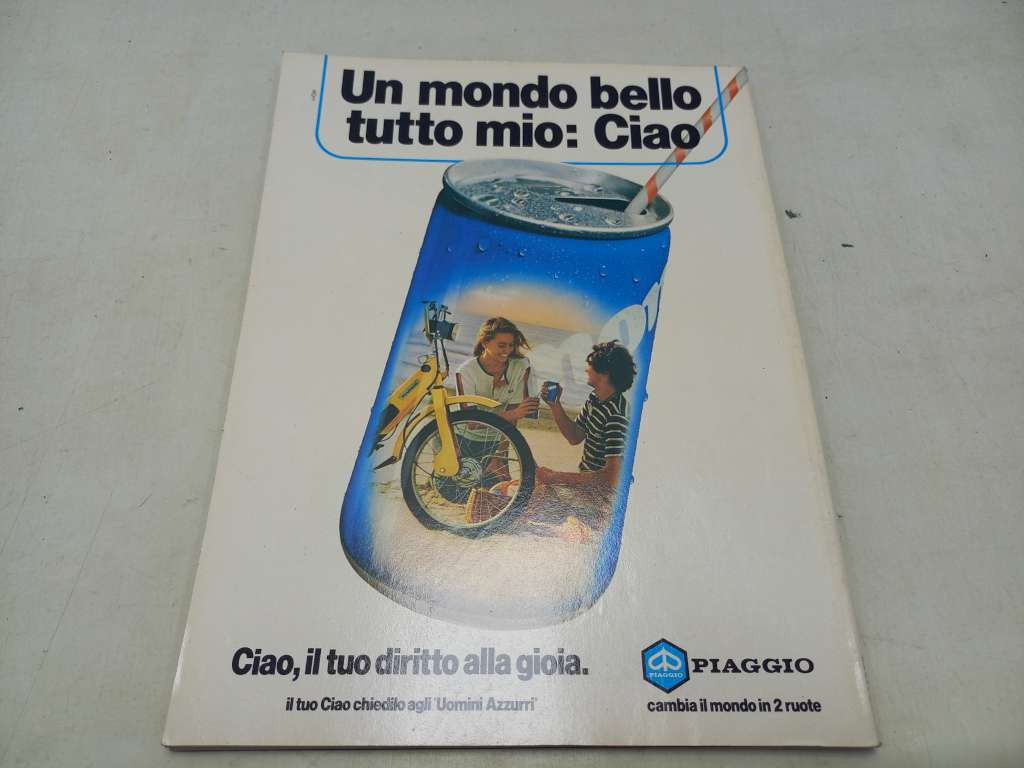 Un mondo bello
tutto mio: Ciao
Ciao, il tuo diritto alla gioia.
il tuo Ciao chiedilo agli 'Uomini Azzurri'
PIAGGIO
PIAGGIO
cambia il mondo in 2 ruote